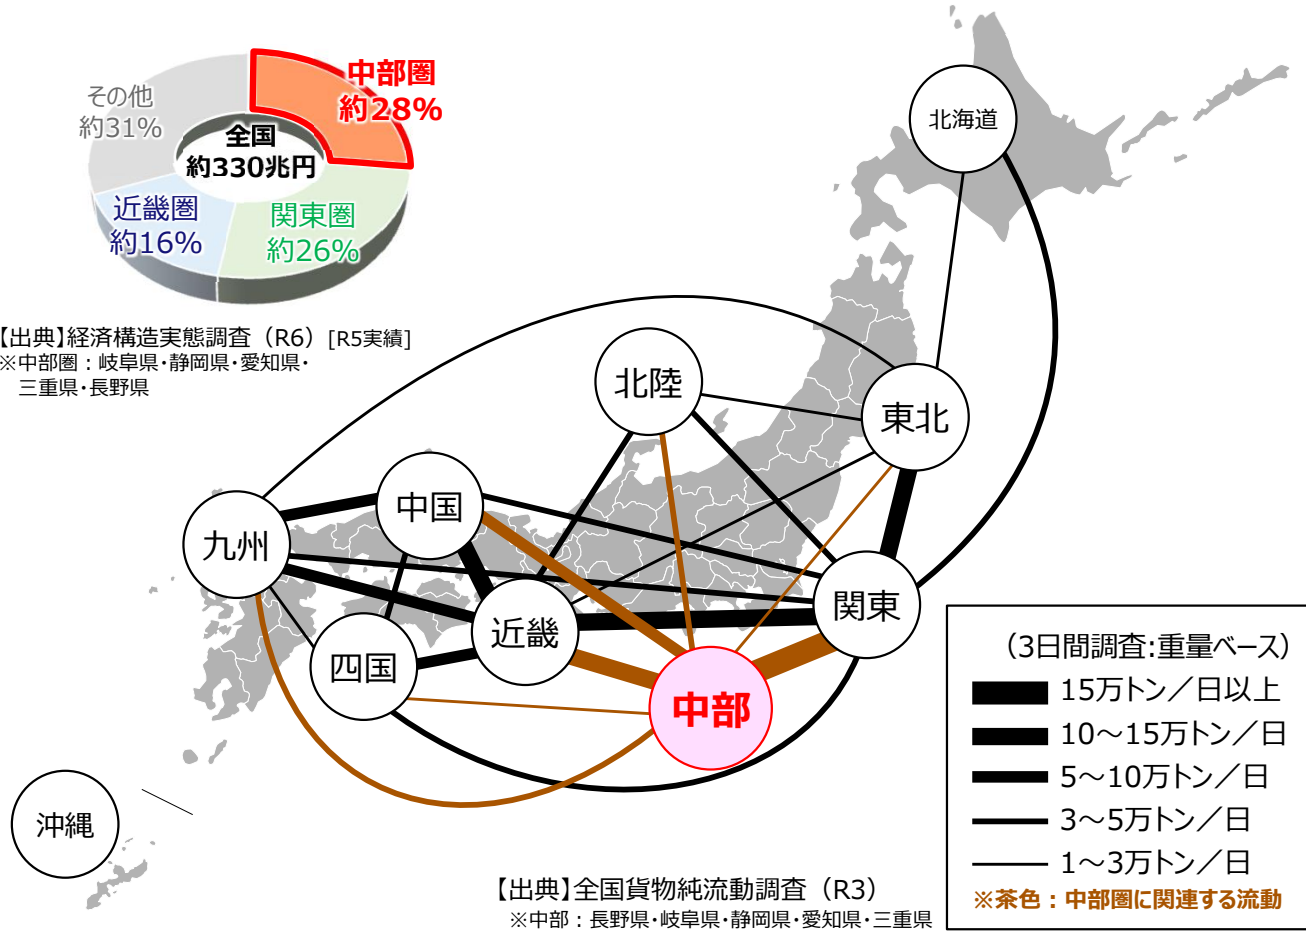 中部圏
約28%
その他
約31%
全国
約330兆円
近畿圏
約16%
関東圏
約26%
【出典】経済構造実態調査（R6）[R5実績]
※中部圏：岐阜県・静岡県・愛知県・
三重県・長野県
北海道
北陸
東北
中国
九州
関東
近畿
四国
中部
沖縄
（3日間調査:重量ベース）
15万トン／日以上
10～15万トン／日
5～10万トン／日
3～5万トン／日
1～3万トン／日
※茶色：中部圏に関連する流動
【出典】全国貨物純流動調査（R3）
※中部：長野県・岐阜県・静岡県・愛知県・三重県